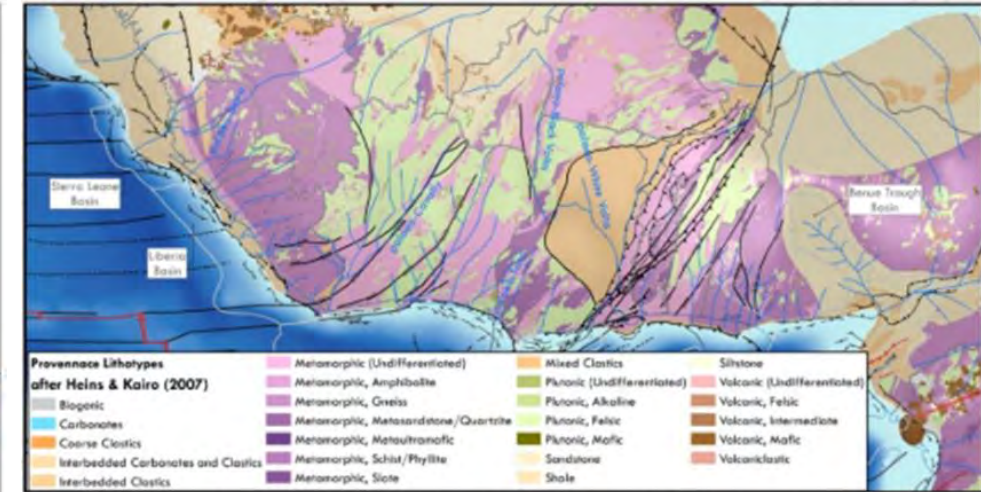 Sierra Leone
Basin
Liberia
Basin
Benue Trough
Basin
Provennace Lithotypes
after Heins & Kairo (2007)
Biogenic
Carbonates
Coarse Clastics
Interbedded Carbonates and Clastics
Interbedded Clastics
Metamorphic (Undifferentiated)
Metamorphic, Amphibolite
Metamorphic, Gneiss
Metamorphic, Metasandstone/Quartzite
Metamorphic, Metaultramafic
Metamorphic, Schist/Phyllite
Metamorphic, Slate
Mixed Clastics
Plutonic (Undifferentiated)
Plutonic, Alkaline
Plutonic, Felsic
Plutonic, Mafic
Sandstone
Shale
Siltstone
Volcanic (Undifferentiated)
Volcanic, Felsic
Volcanic, Intermediate
Volcanic, Mafic
Volcaniclastic